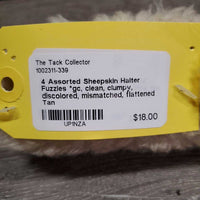 The Tack Collector
1002311-339
4 Assorted Sheepskin Halter
Fuzzies *gc, clean, clumpy,
discolored, mismatched, flattened
Tan
$18.00
UP1NZA